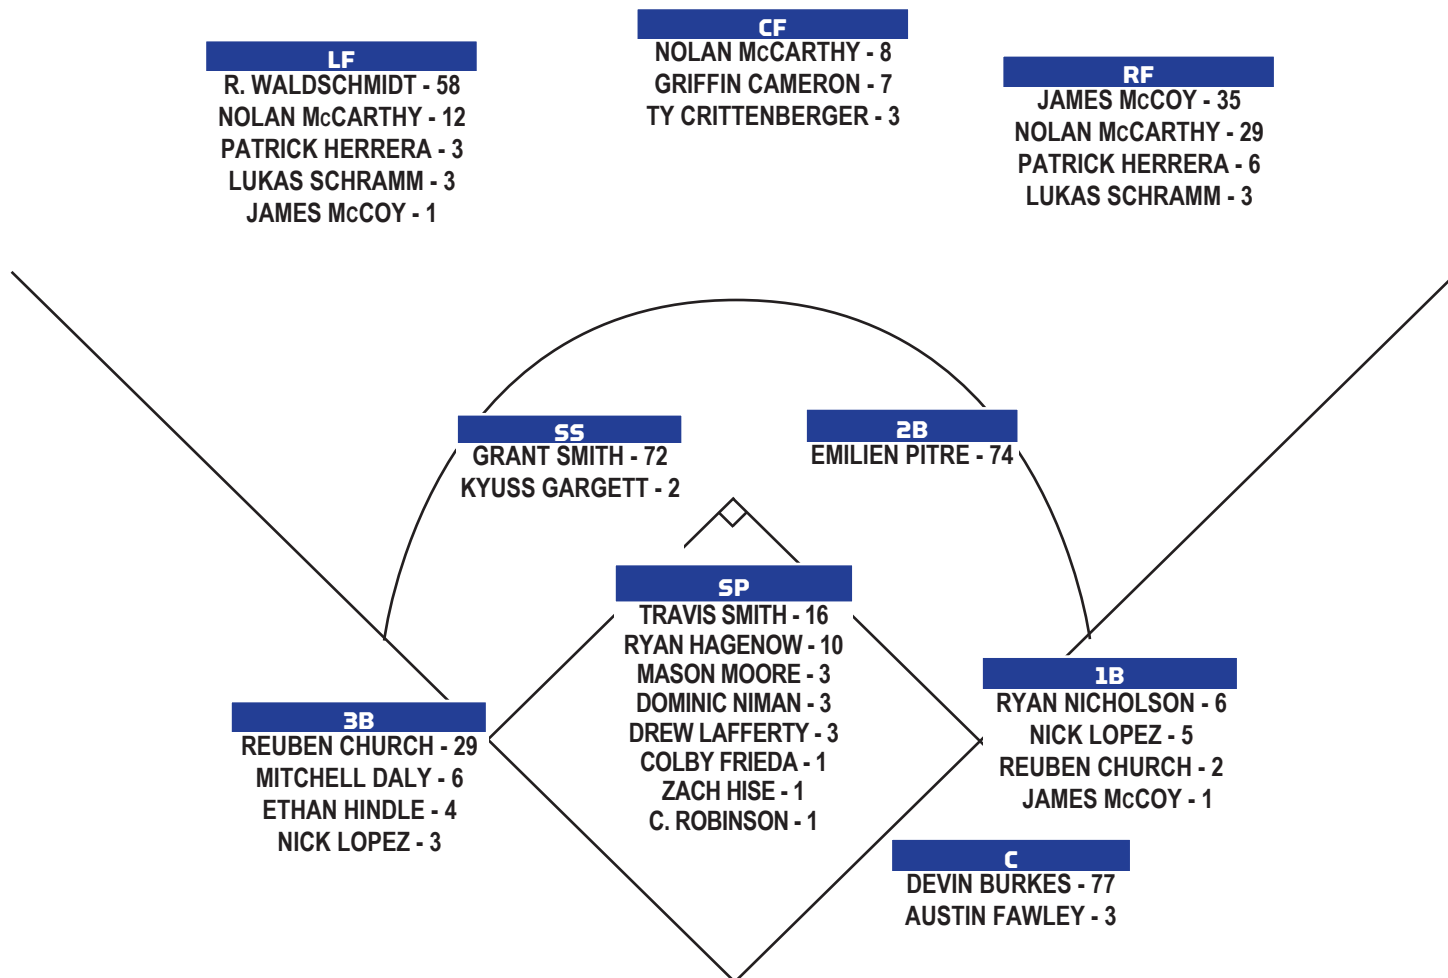 LF
R. WALDSCHMIDT - 58
NOLAN McCARTHY - 12
PATRICK HERRERA - 3
LUKAS SCHRAMM - 3
JAMES McCOY - 1
CF
NOLAN McCARTHY - 8
GRIFFIN CAMERON - 7
TY CRITTENBERGER - 3
RF
JAMES McCOY - 35
NOLAN McCARTHY - 29
PATRICK HERRERA - 6
LUKAS SCHRAMM - 3
SS
GRANT SMITH - 72
KYUSS GARGETT - 2
2B
EMILIEN PITRE - 74
SP
TRAVIS SMITH - 16
RYAN HAGENOW - 10
MASON MOORE - 3
DOMINIC NIMAN - 3
DREW LAFFERTY - 3
COLBY FRIEDA - 1
ZACH HISE - 1
C. ROBINSON - 1
3B
REUBEN CHURCH - 29
MITCHELL DALY - 6
ETHAN HINDLE - 4
NICK LOPEZ - 3
1B
RYAN NICHOLSON - 6
NICK LOPEZ - 5
REUBEN CHURCH - 2
JAMES McCOY - 1
C
DEVIN BURKES - 77
AUSTIN FAWLEY - 3